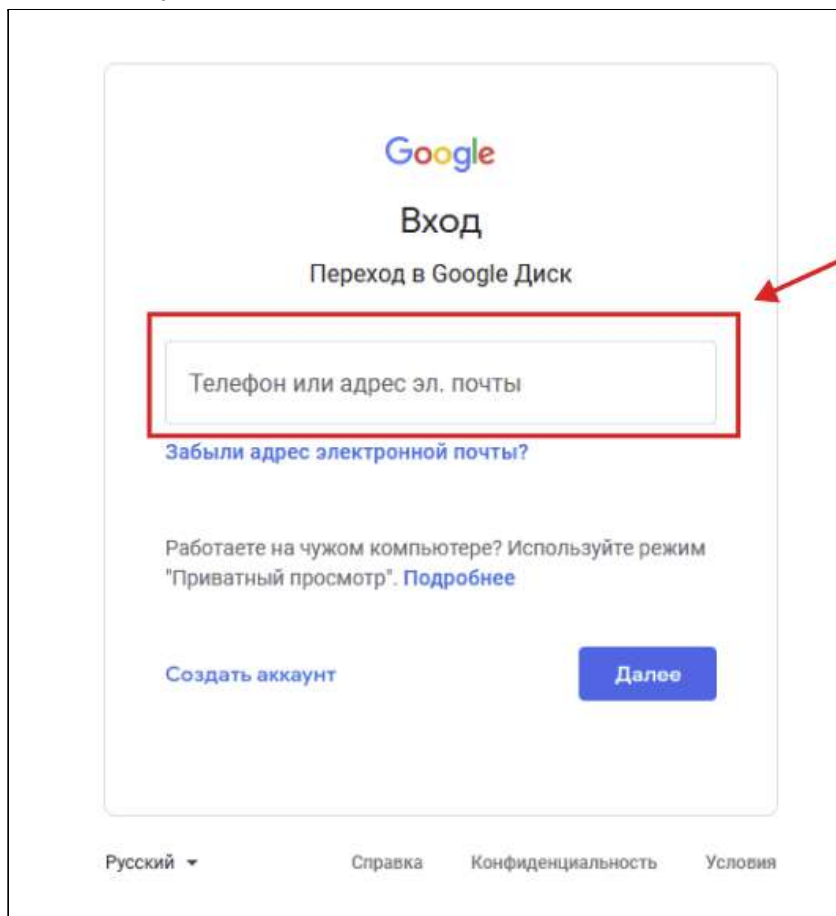 Google
Вход
Переход в Google Диск
Телефон или адрес эл. почты
Забыли адрес электронной почты?
Работаете на чужом компьютере? Используйте режим
"Приватный просмотр". Подробнее
Создать аккаунт
Далее
Русский
Справка
Конфиденциальность
Условия